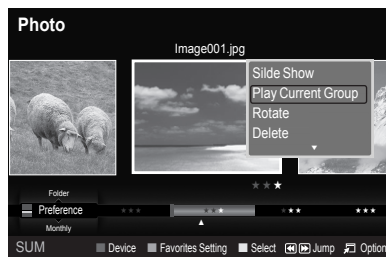 Photo
Image001.jpg
Silde Show
Play Current Group
Rotate
Delete
Folder
Preference
Monthly
SUM Device Favorites Setting Select Jump Option